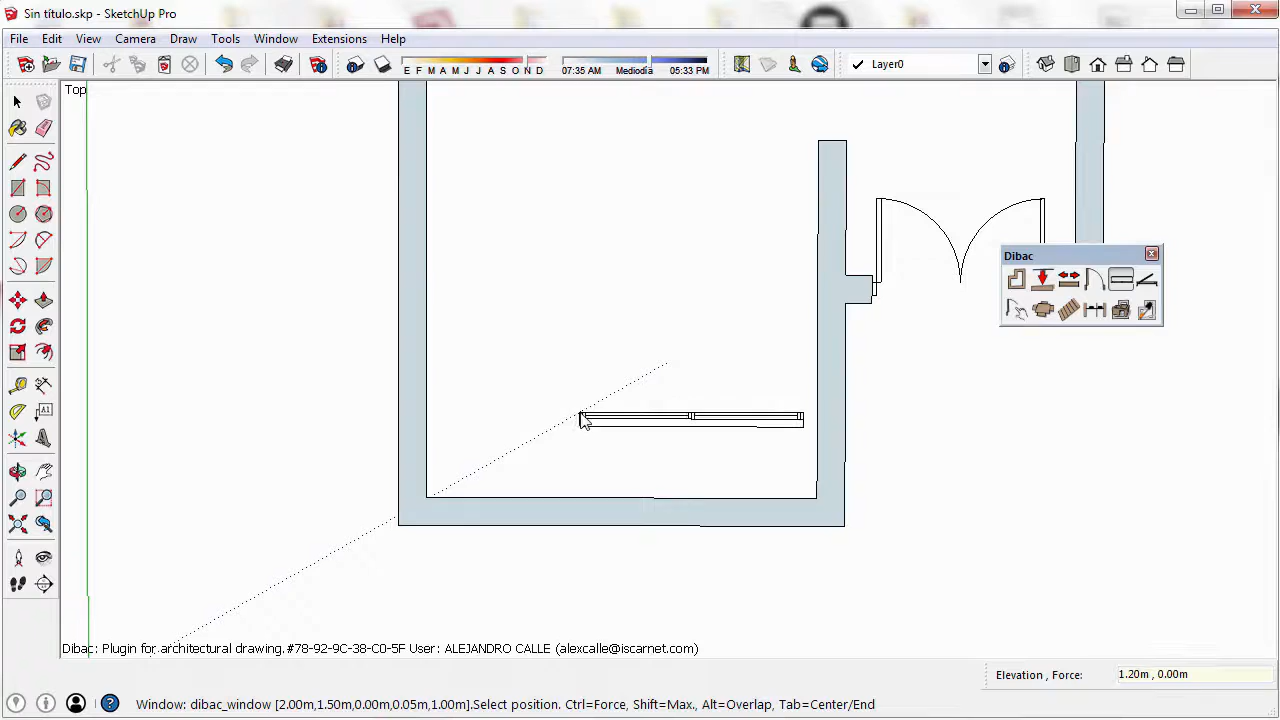 Sin título.skp - SketchUp Pro
File Edit View Camera Draw Tools Window Extensions Help
E F M A M J J A S O N D 07:35 AM Mediodía 05:33 PM Layer0
Top
Dibac
A1
Dibac: Plugin for architectural drawing. #78-92-9C-38-C0-5F User: ALEJANDRO CALLE (alexcalle@iscarnet.com)
Elevation , Force: 1.20m , 0.00m
Window: dibac_window [2.00m,1.50m,0.00m,0.05m,1.00m].Select position. Ctrl=Force, Shift=Max., Alt=Overlap, Tab=Center/End